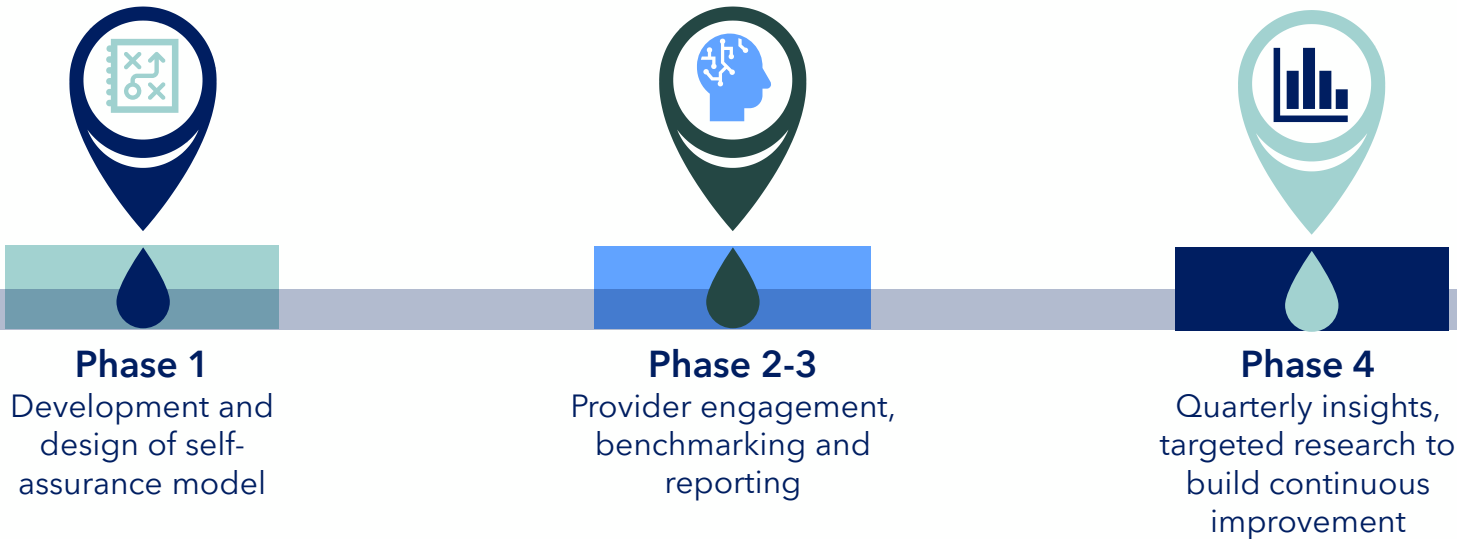 Phase 1
Development and
design of self-
assurance model
Phase 2-3
Provider engagement,
benchmarking and
reporting
Phase 4
Quarterly insights,
targeted research to
build continuous
improvement